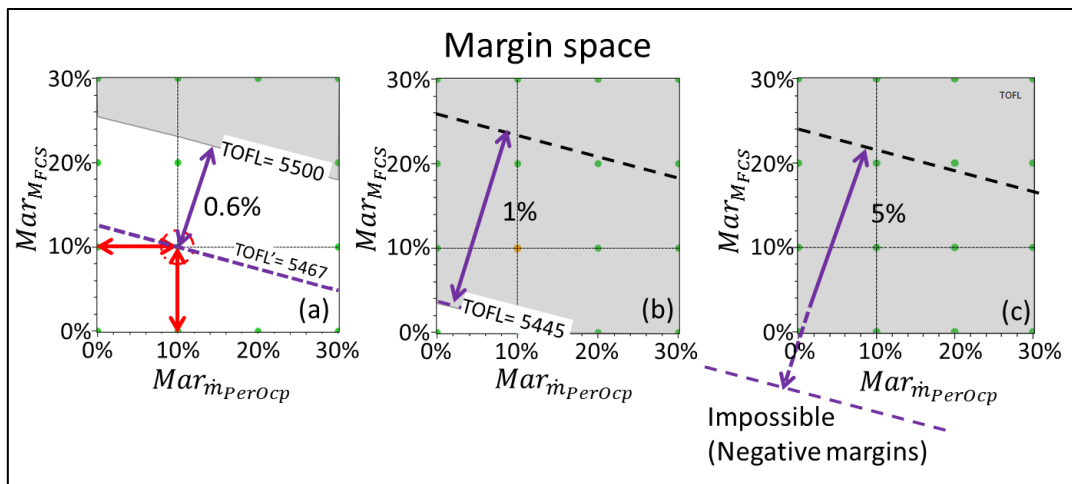 Margin space
30%
20%
10%
0%
0%
10%
20%
30%
Mar_{M_{FCS}}
Mar_{ṁ_{PerOcp}}
TOFL= 5500
0.6%
TOFL'= 5467
(a)
30%
20%
10%
0%
0%
10%
20%
30%
Mar_{M_{FCS}}
Mar_{ṁ_{PerOcp}}
1%
TOFL= 5445
(b)
30%
20%
10%
0%
0%
10%
20%
30%
Mar_{M_{FCS}}
Mar_{ṁ_{PerOcp}}
TOFL
5%
(c)
Impossible
(Negative margins)